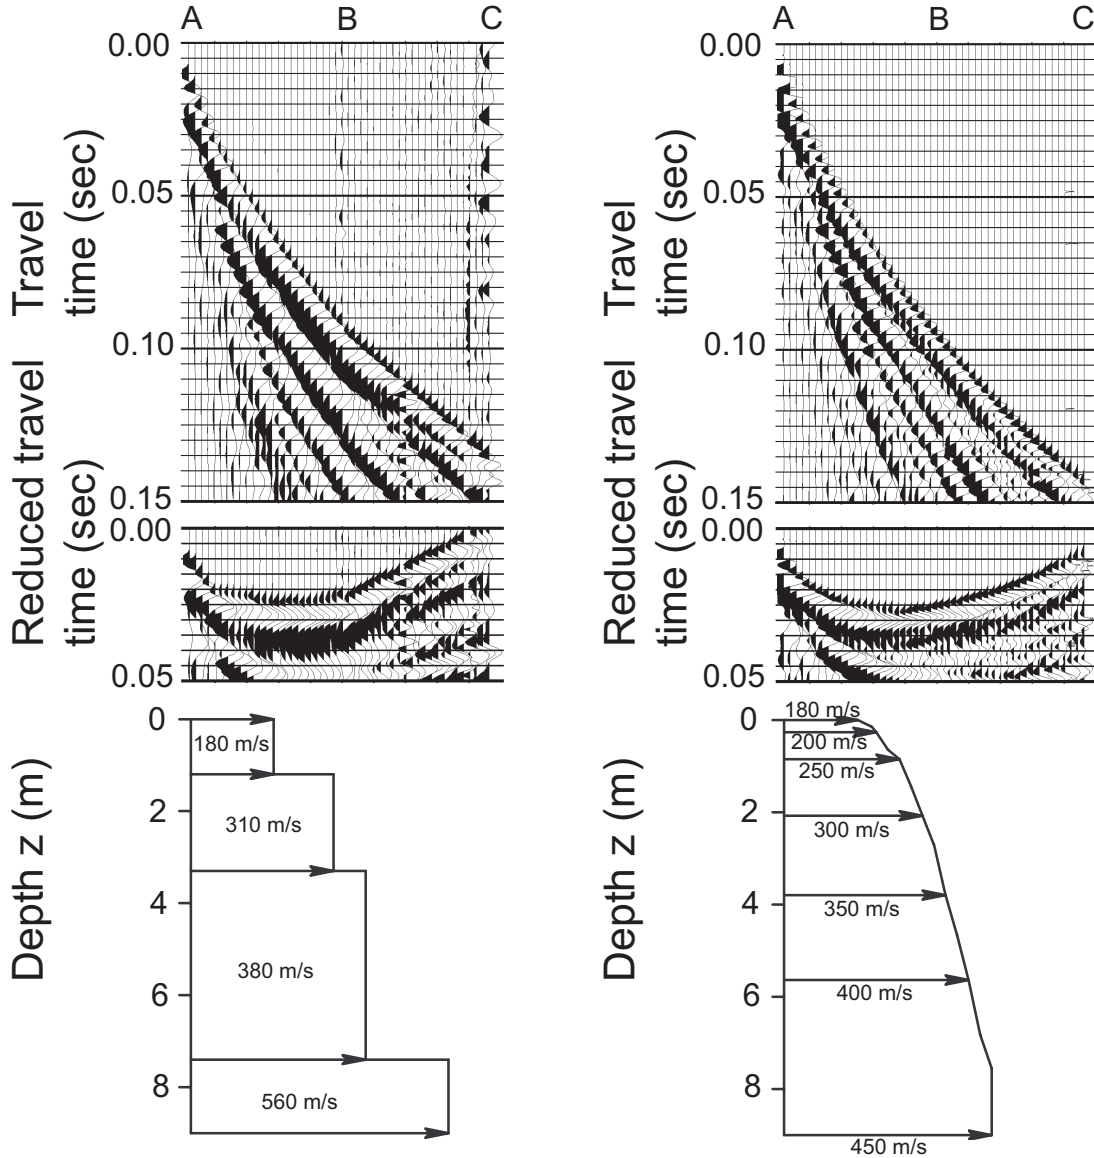 A B C
0.00
0.05
0.10
0.15
Travel
time (sec)
0.00
0.05
Reduced travel
time (sec)
0
2
4
6
8
Depth z (m)
180 m/s
310 m/s
380 m/s
560 m/s
A B C
0.00
0.05
0.10
0.15
Travel
time (sec)
0.00
0.05
Reduced travel
time (sec)
0
2
4
6
8
Depth z (m)
180 m/s
200 m/s
250 m/s
300 m/s
350 m/s
400 m/s
450 m/s